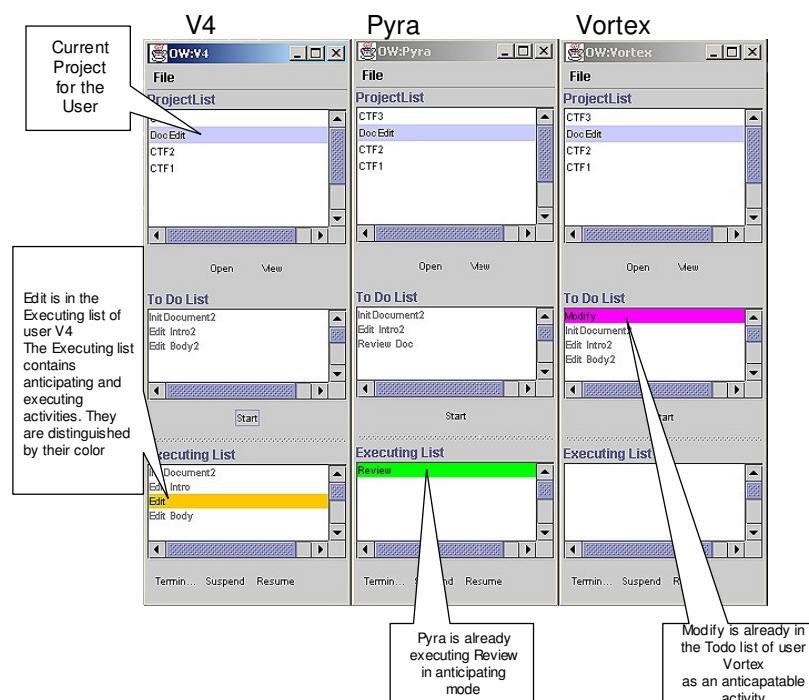 V4
Pyra
Vortex
Current
Project
for the
User
OW:V4
File
ProjectList
Doc Edit
CTF2
CTF1
Open View
To Do List
Init Document2
Edit Intro2
Edit Body2
Start
Executing List
Document2
Edit Intro
Edit
Edit Body
Termin... Suspend Resume
OW:Pyra
File
ProjectList
CTF3
Doc Edit
CTF2
CTF1
Open View
To Do List
Init Document2
Edit Intro2
Review Doc
Start
Executing List
Review
Termin... nd Resume
OW:Vortex
File
ProjectList
CTF3
Doc Edit
CTF2
CTF1
Open View
To Do List
Modify
Init Document2
Edit Intro2
Edit Body2
tart
Executing List
Termin... Suspend R
Edit is in the
Executing list of
user V4
The Executing list
contains
anticipating and
executing
activities. They
are distinguished
by their color
Pyra is already
executing Review
in anticipating
mode
Modify is already in
the Todo list of user
Vortex
as an anticapatable
activity